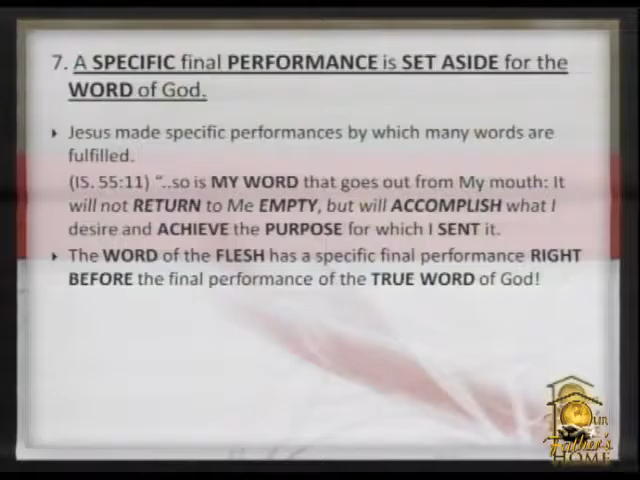 7. A SPECIFIC final PERFORMANCE is SET ASIDE for the
WORD of God.
Jesus made specific performances by which many words are
fulfilled.
(IS. 55:11) "..so is MY WORD that goes out from My mouth: It
will not RETURN to Me EMPTY, but will ACCOMPLISH what I
desire and ACHIEVE the PURPOSE for which I SENT it.
The WORD of the FLESH has a specific final performance RIGHT
BEFORE the final performance of the TRUE WORD of God!
Our
Father's
HOME